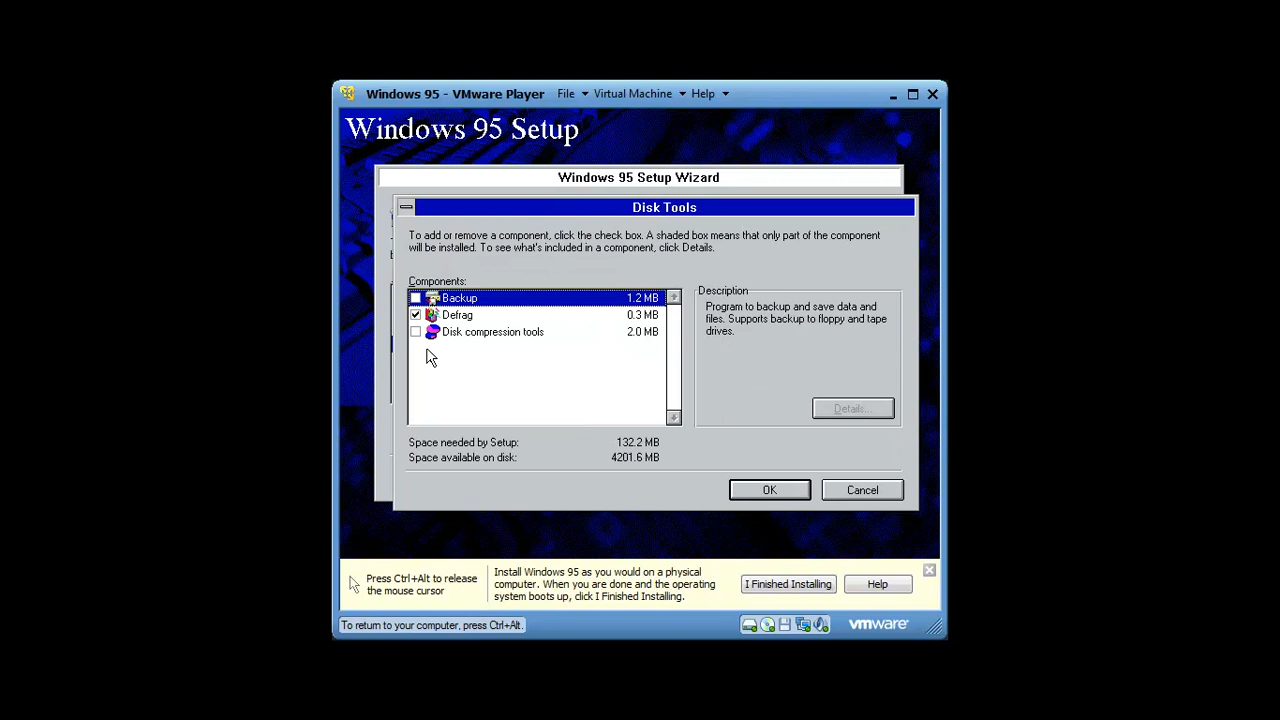 Windows 95 - VMware Player File Virtual Machine Help
Windows 95 Setup
Windows 95 Setup Wizard
Disk Tools
To add or remove a component, click the check box. A shaded box means that only part of the component
will be installed. To see what's included in a component, click Details.
Components:
Backup 1.2 MB
Defrag 0.3 MB
Disk compression tools 2.0 MB
Description
Program to backup and save data and
files. Supports backup to floppy and tape
drives.
Details...
Space needed by Setup: 132.2 MB
Space available on disk: 4201.6 MB
OK Cancel
Press Ctrl+Alt to release
the mouse cursor
Install Windows 95 as you would on a physical
computer. When you are done and the operating
system boots up, click I Finished Installing.
I Finished Installing Help
To return to your computer, press Ctrl+Alt.
vmware